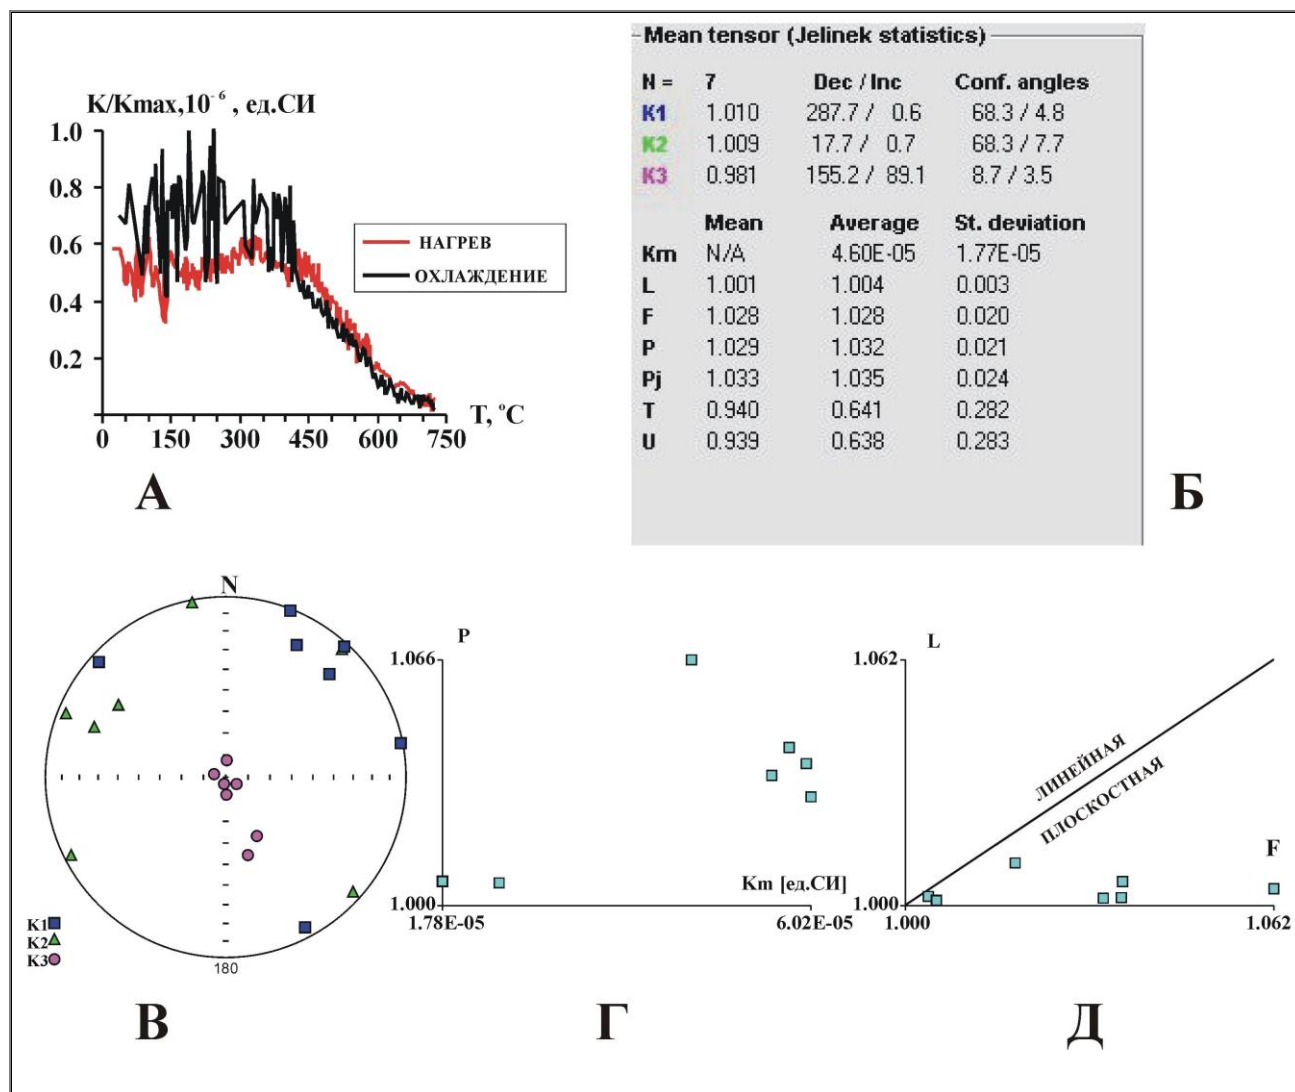 K/Kmax,10⁻⁶ , ед.СИ
1.0
0.8
0.6
0.4
0.2
0 150 300 450 600 750
T, °C
НАГРЕВ
ОХЛАЖДЕНИЕ
А
Mean tensor (Jelinek statistics)
N = 7 Dec / Inc Conf. angles
K1 1.010 287.7 / 0.6 68.3 / 4.8
K2 1.009 17.7 / 0.7 68.3 / 7.7
K3 0.981 155.2 / 89.1 8.7 / 3.5
Mean Average St. deviation
Km N/A 4.60E-05 1.77E-05
L 1.001 1.004 0.003
F 1.028 1.028 0.020
P 1.029 1.032 0.021
Pj 1.033 1.035 0.024
T 0.940 0.641 0.282
U 0.939 0.638 0.283
Б
N
180
K1
K2
K3
В
P
1.066
1.000
1.78E-05
Km [ед.СИ]
6.02E-05
Г
L
1.062
ЛИНЕЙНАЯ
ПЛОСКОСТНАЯ
F
1.000
1.000
1.062
Д